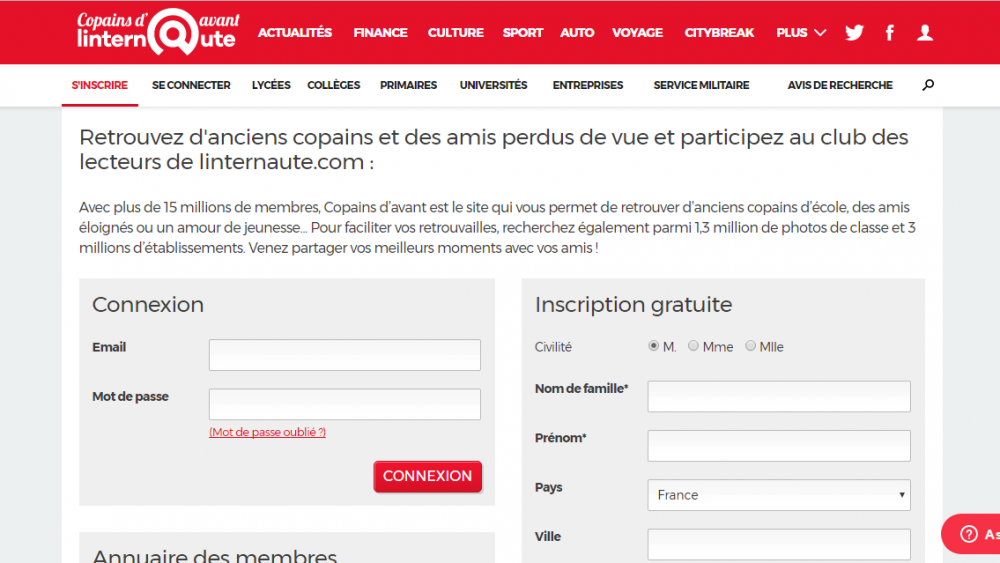 Copains d' avant
linternaute
ACTUALITÉS FINANCE CULTURE SPORT AUTO VOYAGE CITYBREAK PLUS
S'INSCRIRE SE CONNECTER LYCÉES COLLÈGES PRIMAIRES UNIVERSITÉS ENTREPRISES SERVICE MILITAIRE AVIS DE RECHERCHE
Retrouvez d'anciens copains et des amis perdus de vue et participez au club des
lecteurs de linternaute.com :
Avec plus de 15 millions de membres, Copains d'avant est le site qui vous permet de retrouver d'anciens copains d'école, des amis
éloignés ou un amour de jeunesse... Pour faciliter vos retrouvailles, recherchez également parmi 1,3 million de photos de classe et 3
millions d'établissements. Venez partager vos meilleurs moments avec vos amis !
Connexion
Email
Mot de passe
(Mot de passe oublié ?)
CONNEXION
Annuaire des membres
Inscription gratuite
Civilité M. Mme Mlle
Nom de famille*
Prénom*
Pays France
Ville
As